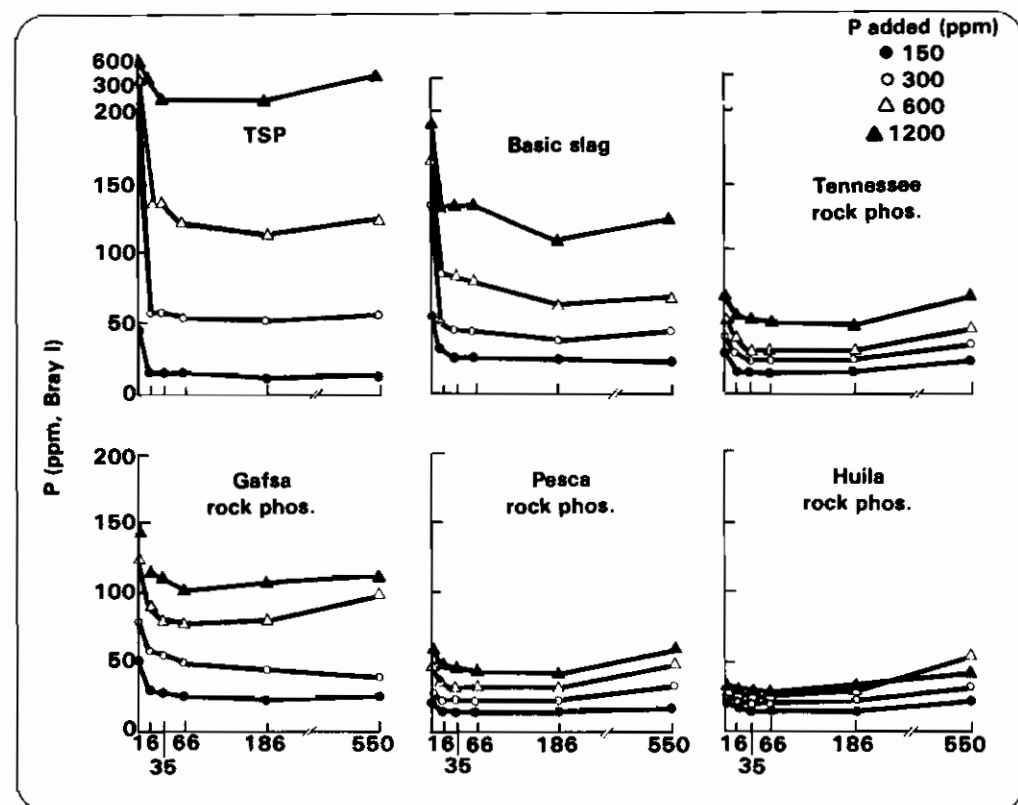 P added (ppm)
150
300
600
1200
600
300
200
150
100
50
0
TSP
Basic slag
Tennessee
rock phos.
P (ppm, Bray I)
200
150
100
50
0
Gafsa
rock phos.
Pesca
rock phos.
Huila
rock phos.
16 66 186 550
35
16 66 186 550
35
16 66 186 550
35